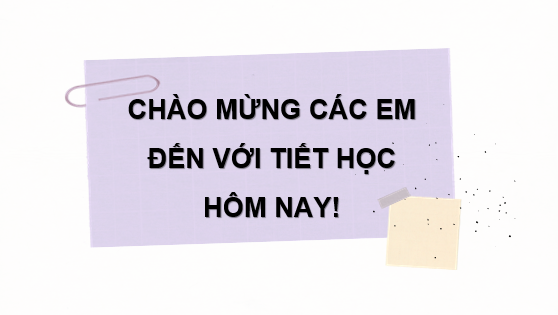 CHÀO MỪNG CÁC EM
ĐẾN VỚI TIẾT HỌC
HÔM NAY!